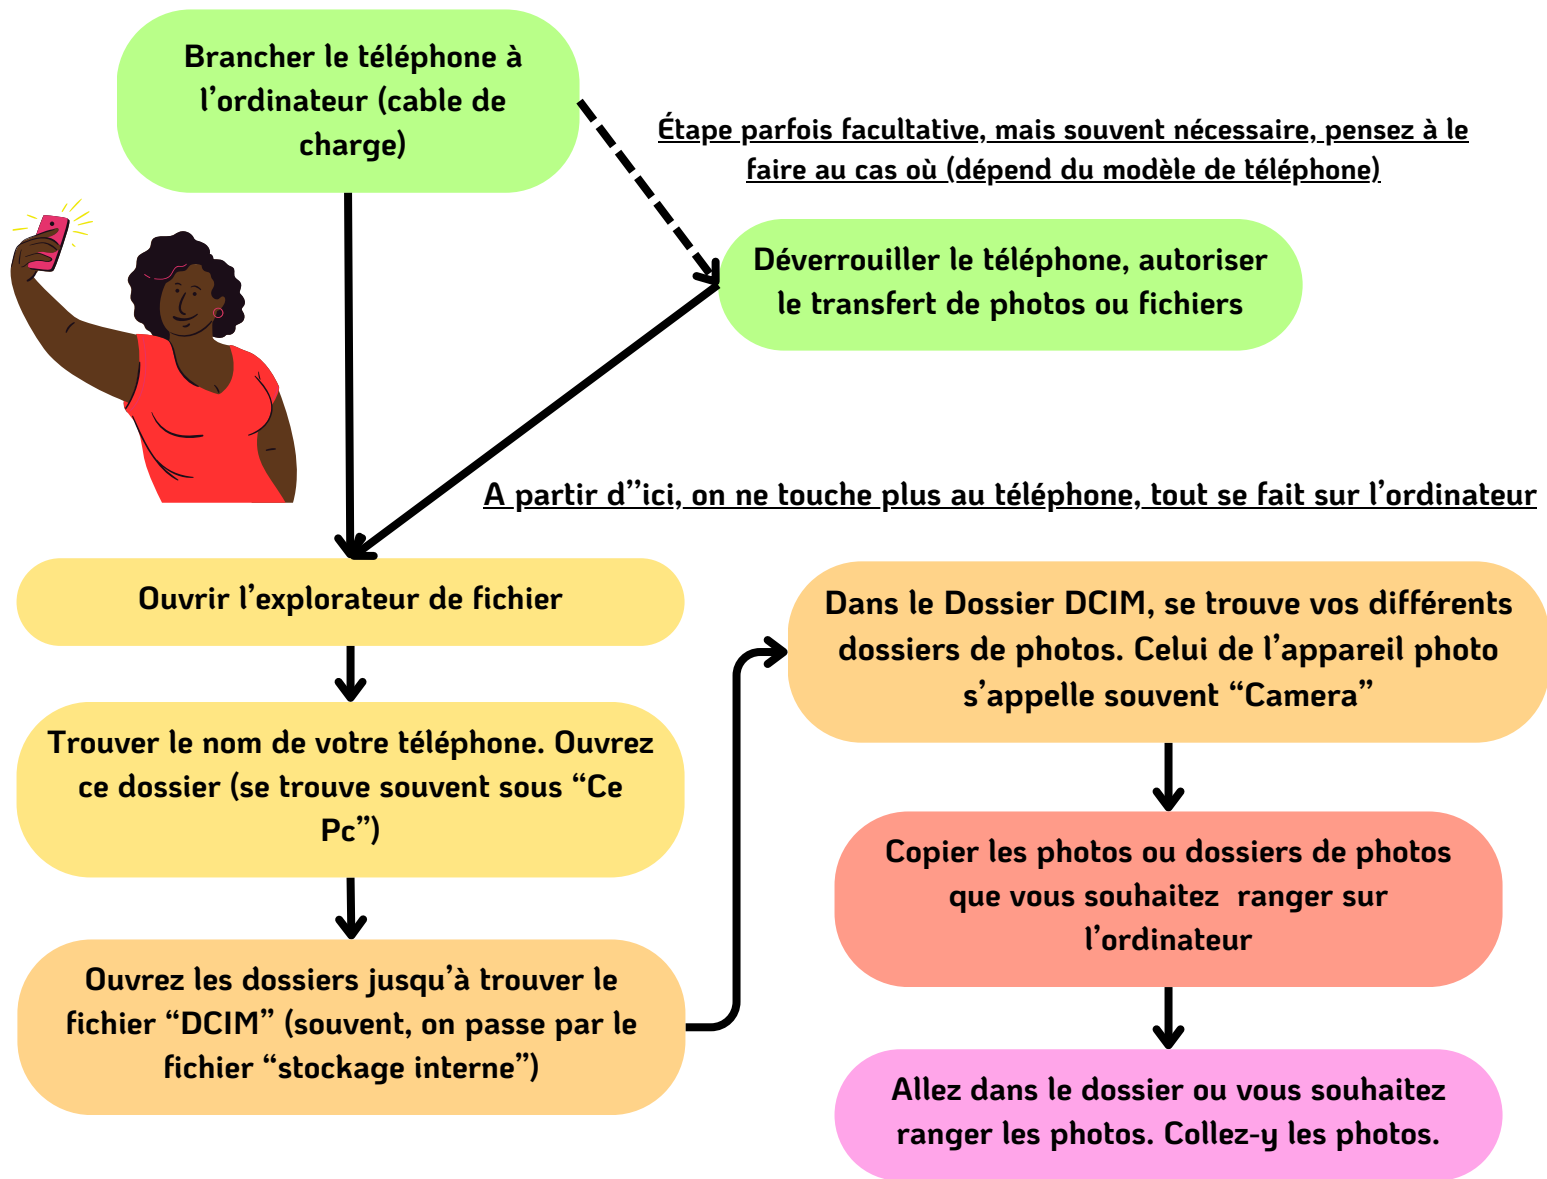 Brancher le téléphone à
l’ordinateur (cable de
charge)
Étape parfois facultative, mais souvent nécessaire, pensez à le
faire au cas où (dépend du modèle de téléphone)
Déverrouiller le téléphone, autoriser
le transfert de photos ou fichiers
A partir d’’ici, on ne touche plus au téléphone, tout se fait sur l’ordinateur
Ouvrir l’explorateur de fichier
Trouver le nom de votre téléphone. Ouvrez
ce dossier (se trouve souvent sous “Ce
Pc”)
Ouvrez les dossiers jusqu’à trouver le
fichier “DCIM” (souvent, on passe par le
fichier “stockage interne”)
Dans le Dossier DCIM, se trouve vos différents
dossiers de photos. Celui de l’appareil photo
s’appelle souvent “Camera”
Copier les photos ou dossiers de photos
que vous souhaitez  ranger sur
l’ordinateur
Allez dans le dossier ou vous souhaitez
ranger les photos. Collez-y les photos.